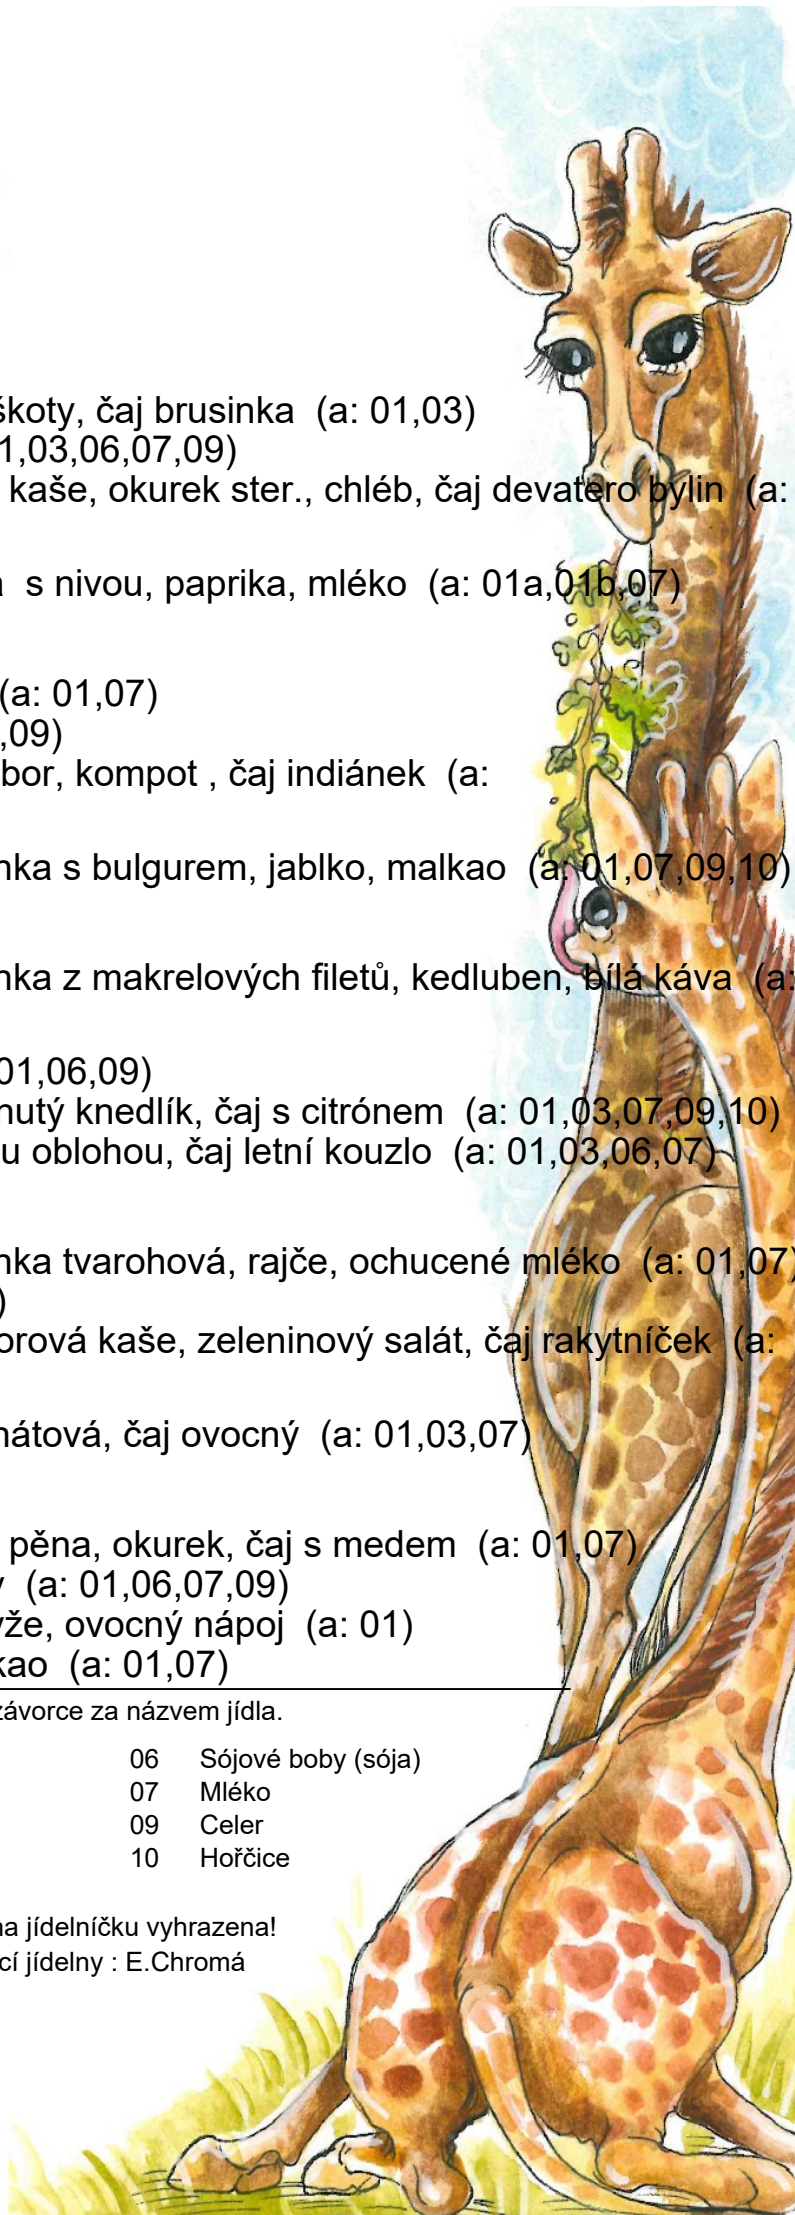 škoty, čaj brusinka (a: 01,03)
1,03,06,07,09)
kaše, okurek ster., chléb, čaj devatero bylin (a:
s nivou, paprika, mléko (a: 01a,01b,07)
(a: 01,07)
,09)
bor, kompot , čaj indiánek (a:
nka s bulgurem, jablko, malkao (a: 01,07,09,10)
nka z makrelových filetů, kedluben, bílá káva (a:
01,06,09)
nutý knedlík, čaj s citrónem (a: 01,03,07,09,10)
u oblohou, čaj letní kouzlo (a: 01,03,06,07)
nka tvarohová, rajče, ochucené mléko (a: 01,07)
)
orová kaše, zeleninový salát, čaj rakytníček (a:
nátová, čaj ovocný (a: 01,03,07)
pěna, okurek, čaj s medem (a: 01,07)
(a: 01,06,07,09)
ýže, ovocný nápoj (a: 01)
kao (a: 01,07)
závorce za názvem jídla.
06 Sójové boby (sója)
07 Mléko
09 Celer
10 Hořčice
na jídelníčku vyhrazena!
cí jídelny : E.Chromá